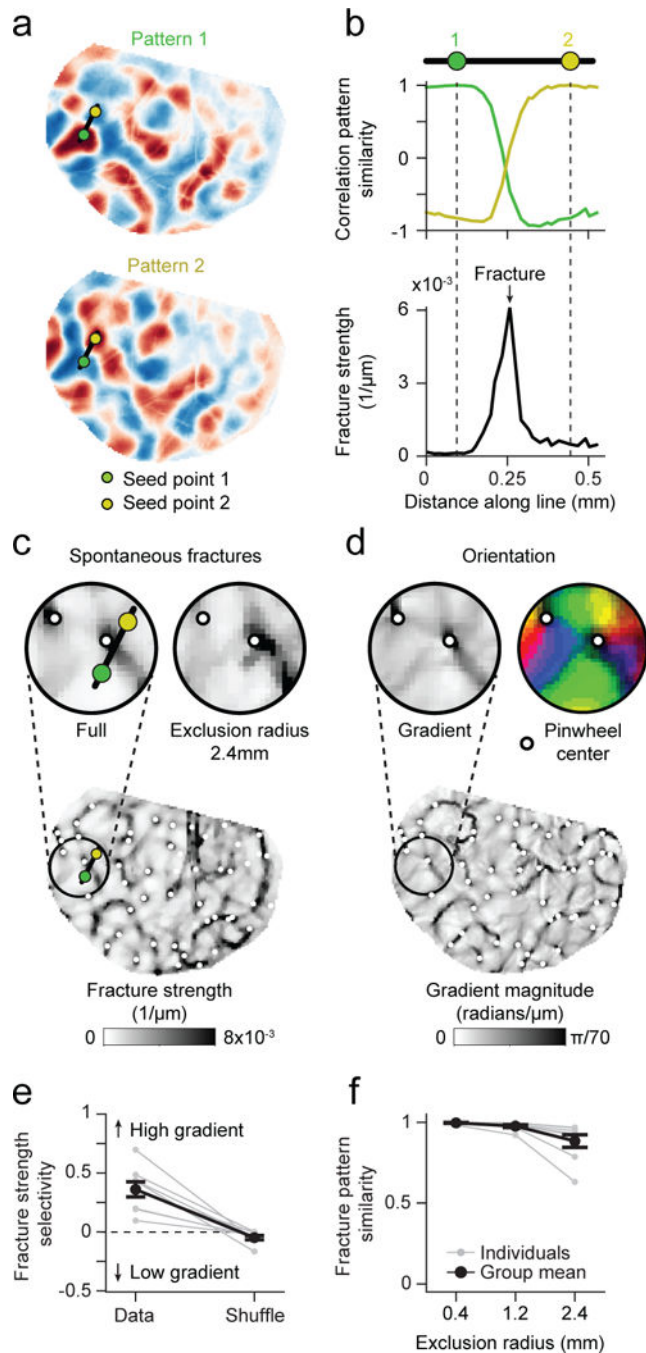 a
Pattern 1
Pattern 2
Seed point 1
Seed point 2
b
1
2
1
0
-1
Correlation pattern
similarity
x10⁻³
Fracture
6
3
0
Fracture strentgh
(1/µm)
0
0.25
0.5
Distance along line (mm)
c
Spontaneous fractures
Full
Exclusion radius
2.4mm
Fracture strength
(1/µm)
0
8x10⁻³
d
Orientation
Gradient
Pinwheel
center
Gradient magnitude
(radians/µm)
0
π/70
e
1
0.5
0
-0.5
Fracture strength
selectivity
High gradient
Low gradient
Data
Shuffle
f
1
0
Fracture pattern
similarity
Individuals
Group mean
0.4
1.2
2.4
Exclusion radius (mm)